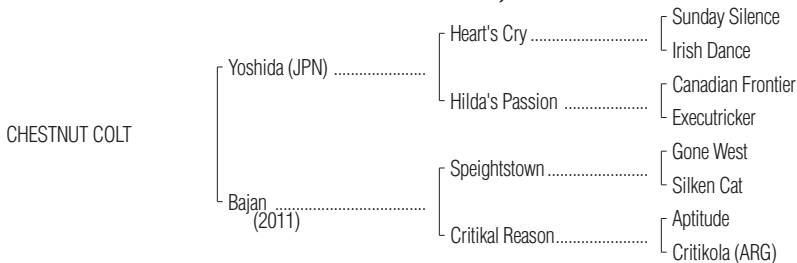 Sunday Silence
Heart's Cry ..........................
Irish Dance
Yoshida (JPN) ......................
Canadian Frontier
Hilda's Passion ....................
Executricker
CHESTNUT COLT
Gone West
Speightstown ........................
Silken Cat
Bajan ....................................
(2011)
Aptitude
Critikal Reason......................
Critikola (ARG)